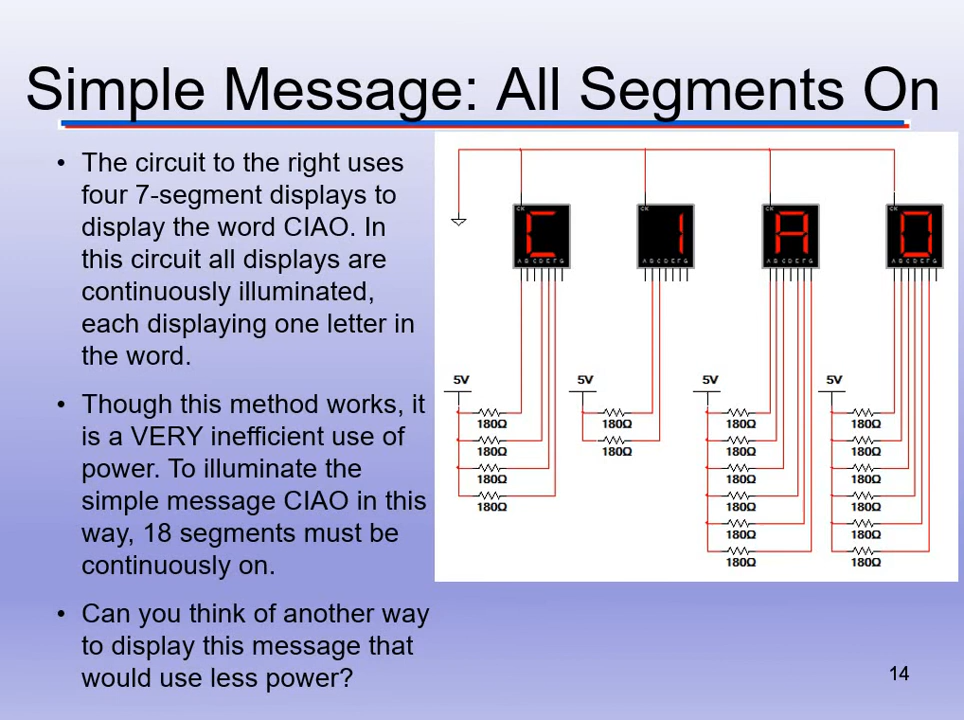 Simple Message: All Segments On
• The circuit to the right uses
four 7-segment displays to
display the word CIAO. In
this circuit all displays are
continuously illuminated,
each displaying one letter in
the word.
• Though this method works, it
is a VERY inefficient use of
power. To illuminate the
simple message CIAO in this
way, 18 segments must be
continuously on.
• Can you think of another way
to display this message that
would use less power?
CK CK CK CK
C I A O
A B C D E F G A B C D E F G A B C D E F G A B C D E F G
5V 5V 5V 5V
180Ω 180Ω 180Ω 180Ω
180Ω 180Ω 180Ω 180Ω
180Ω 180Ω 180Ω
180Ω 180Ω 180Ω
180Ω 180Ω
180Ω 180Ω
14